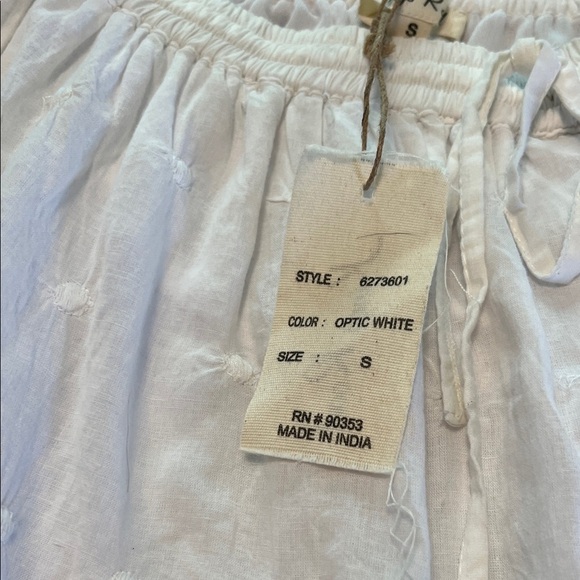 S
STYLE : 6273601
COLOR : OPTIC WHITE
SIZE : S
RN # 90353
MADE IN INDIA